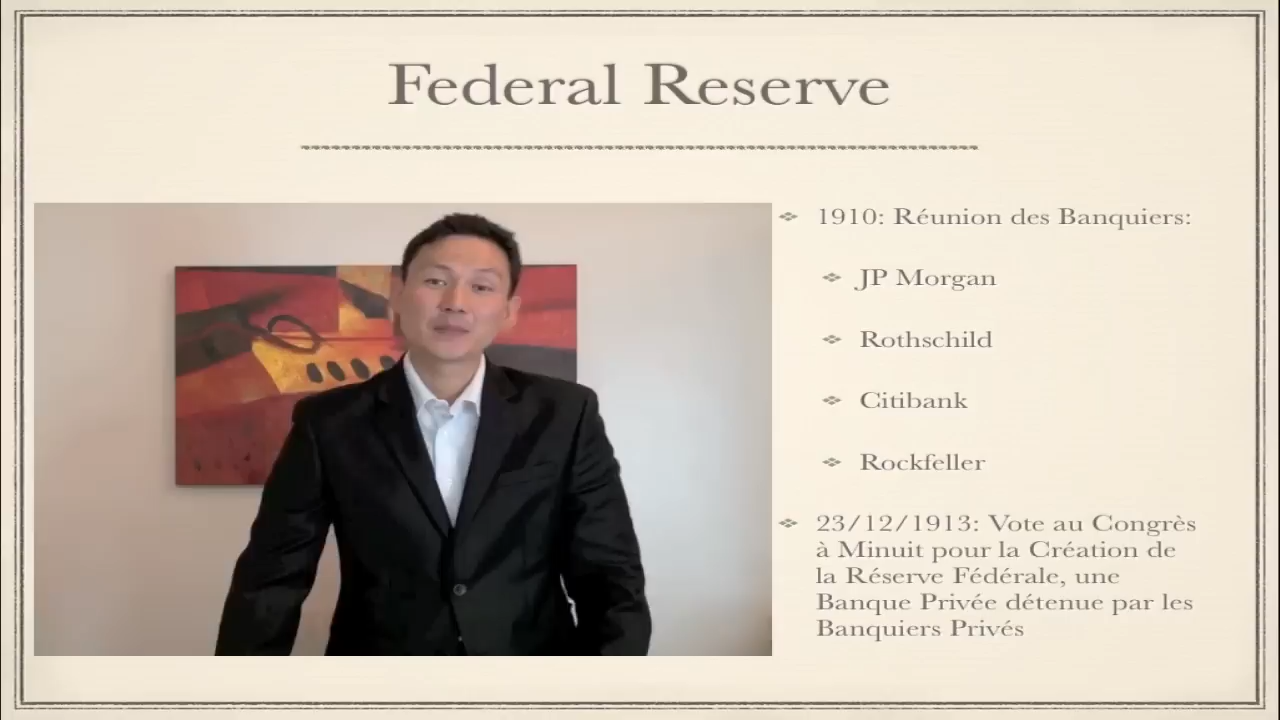 Federal Reserve
1910: Réunion des Banquiers:
JP Morgan
Rothschild
Citibank
Rockfeller
23/12/1913: Vote au Congrès
à Minuit pour la Création de
la Réserve Fédérale, une
Banque Privée détenue par les
Banquiers Privés